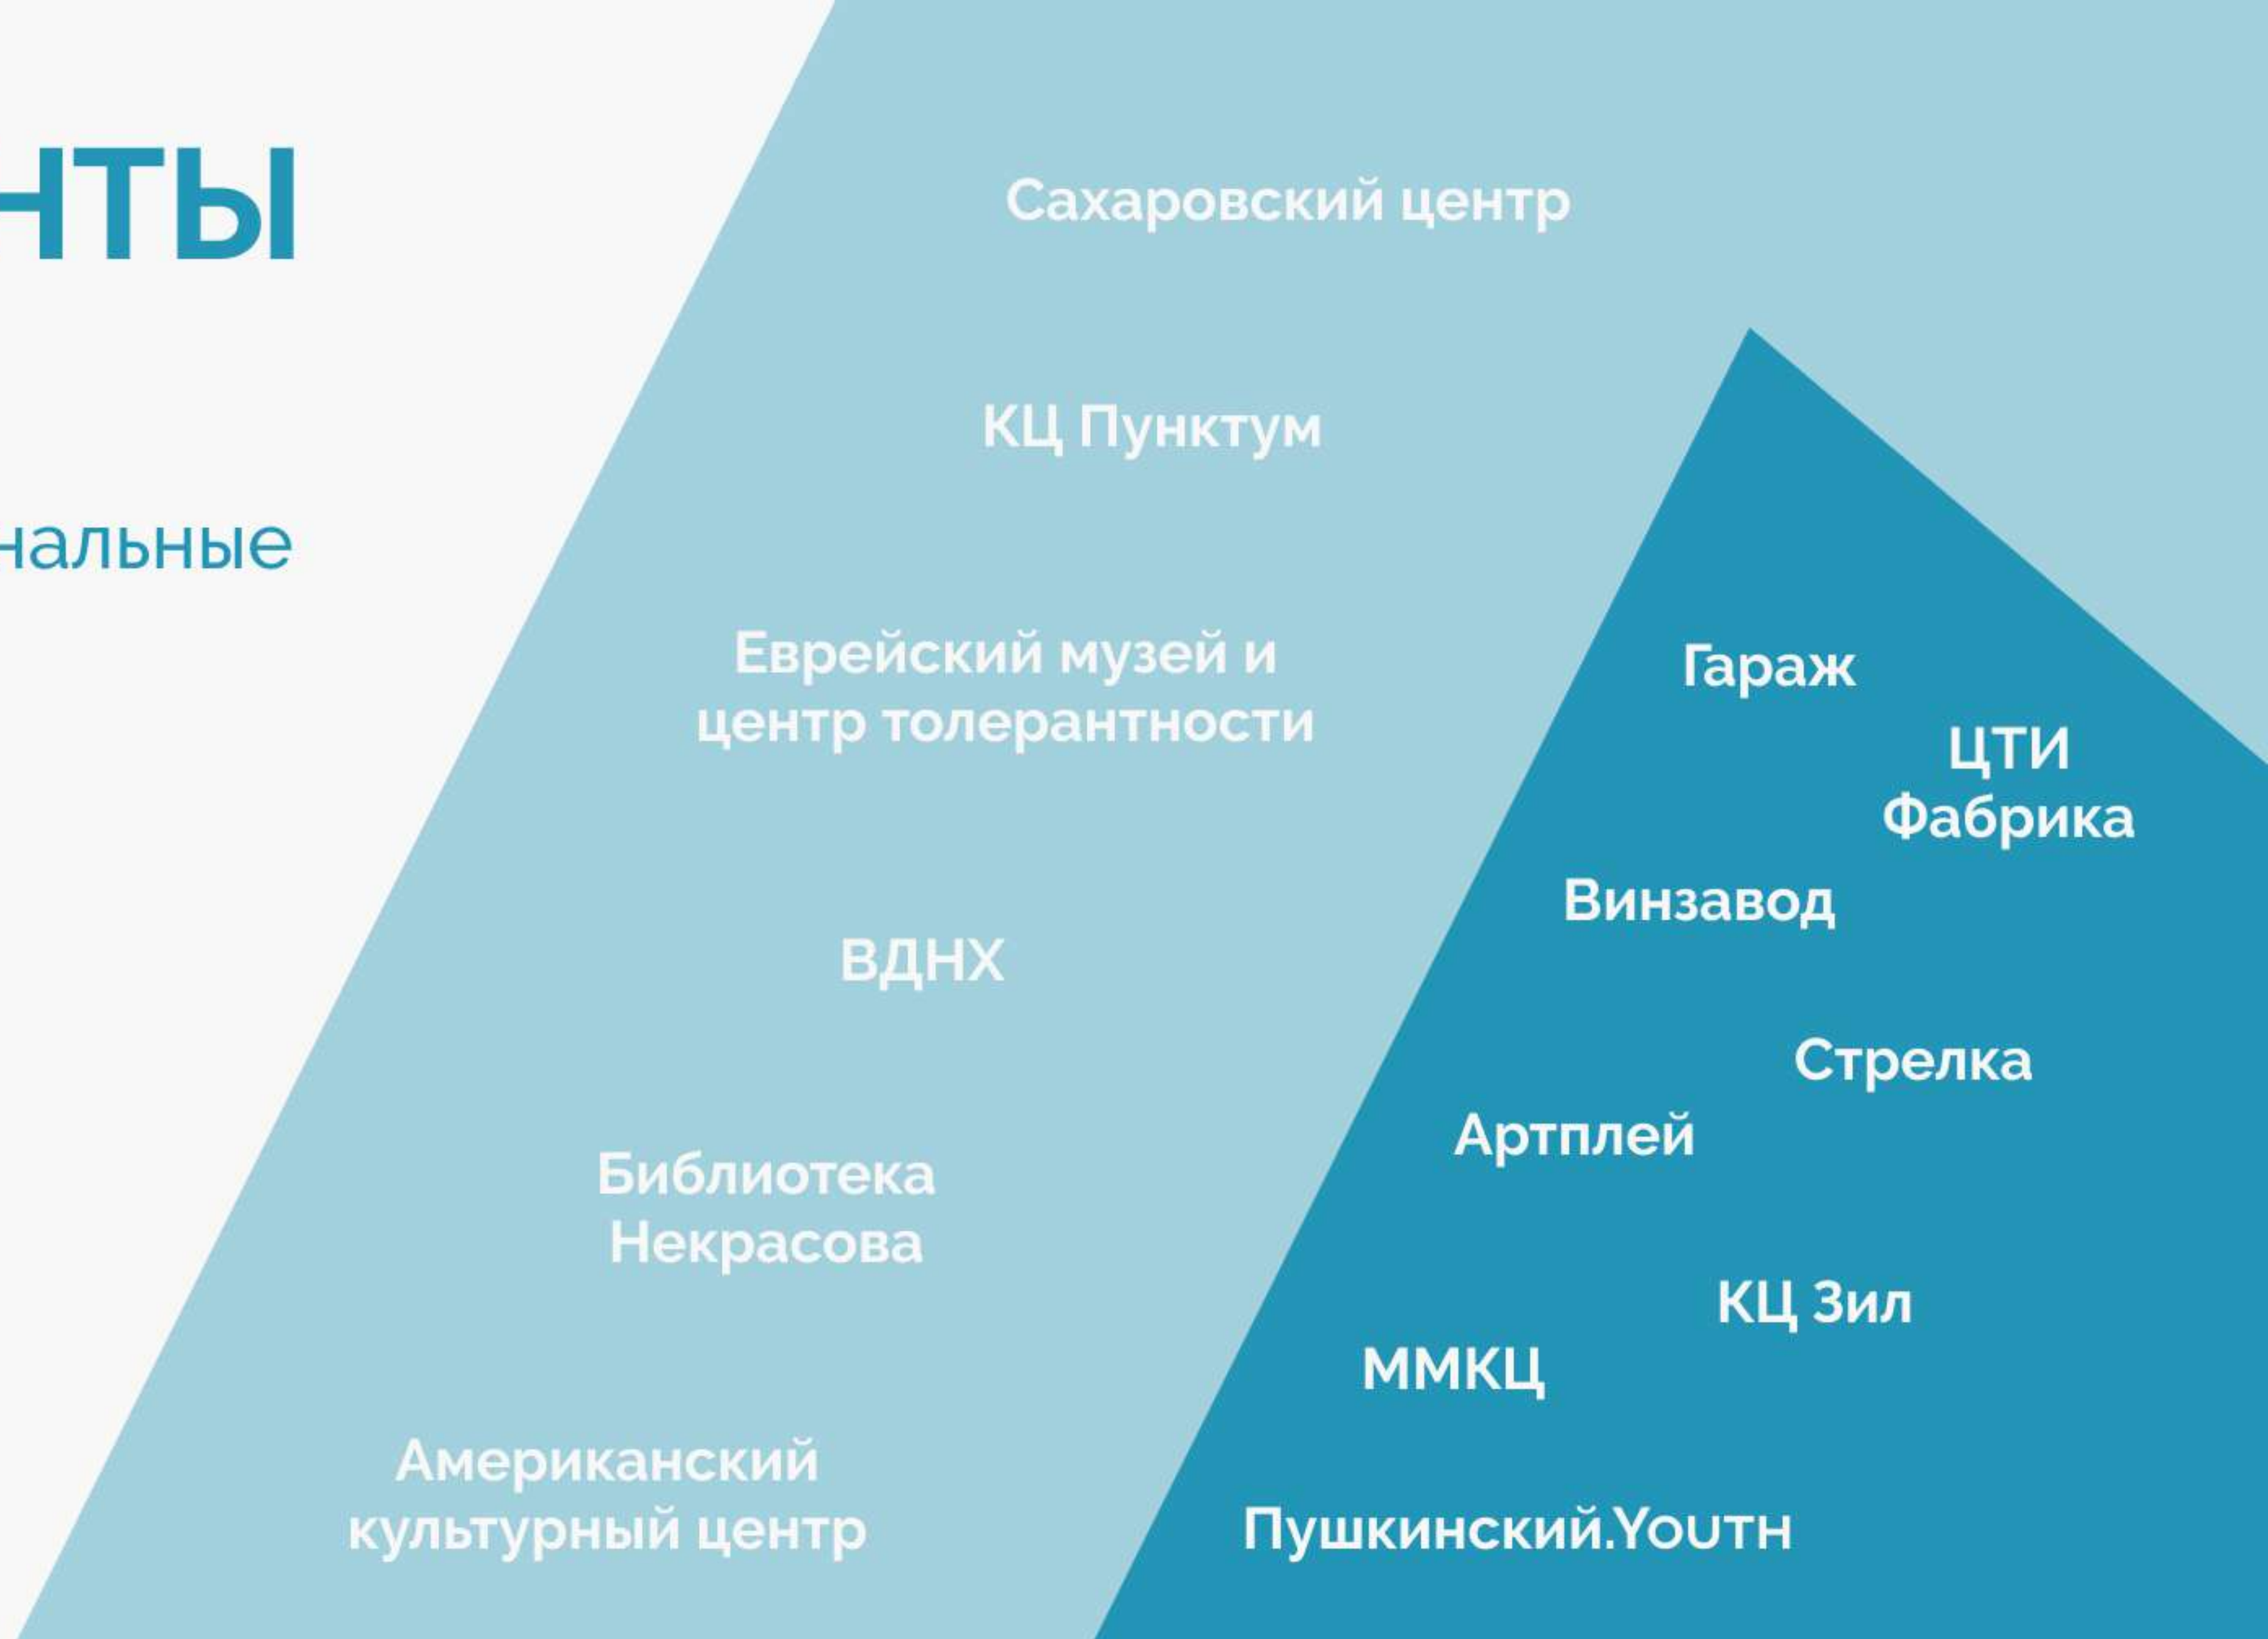 НТЫ
нальные
Сахаровский центр
КЦ Пунктум
Еврейский музей и
центр толерантности
ВДНХ
Библиотека
Некрасова
Американский
культурный центр
Гараж
ЦТИ
Фабрика
Винзавод
Стрелка
Артплей
КЦ Зил
ММКЦ
Пушкинский.YOUTH